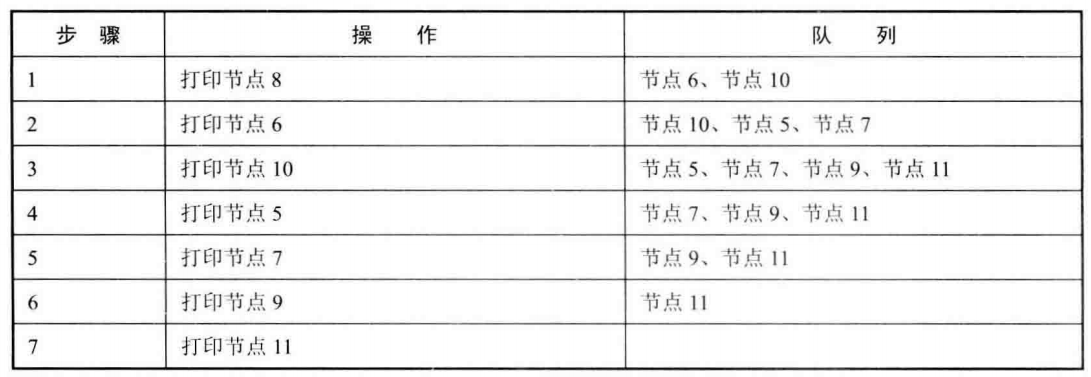 步 骤 操 作 队 列
1 打印节点 8 节点 6、节点 10
2 打印节点 6 节点 10、节点 5、节点 7
3 打印节点 10 节点 5、节点 7、节点 9、节点 11
4 打印节点 5 节点 7、节点 9、节点 11
5 打印节点 7 节点 9、节点 11
6 打印节点 9 节点 11
7 打印节点 11